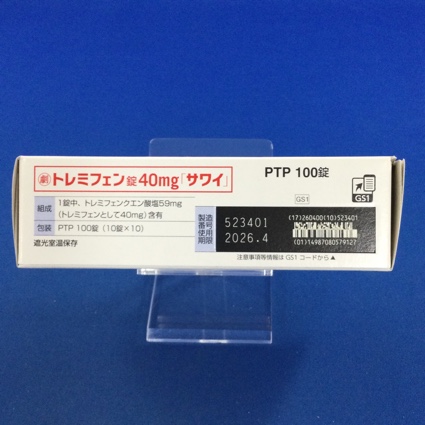 劇 トレミフェン錠40mg「サワイ」
PTP 100錠
GS1
GS1
組成 1錠中、トレミフェンクエン酸塩59mg
(トレミフェンとして40mg)含有
包装 PTP 100錠(10錠×10)
遮光室温保存
製造番号 523401
使用期限 2026.4
(17)260400(10)523401
(01)14987080579127
注意事項等情報は GS1 コードから▲